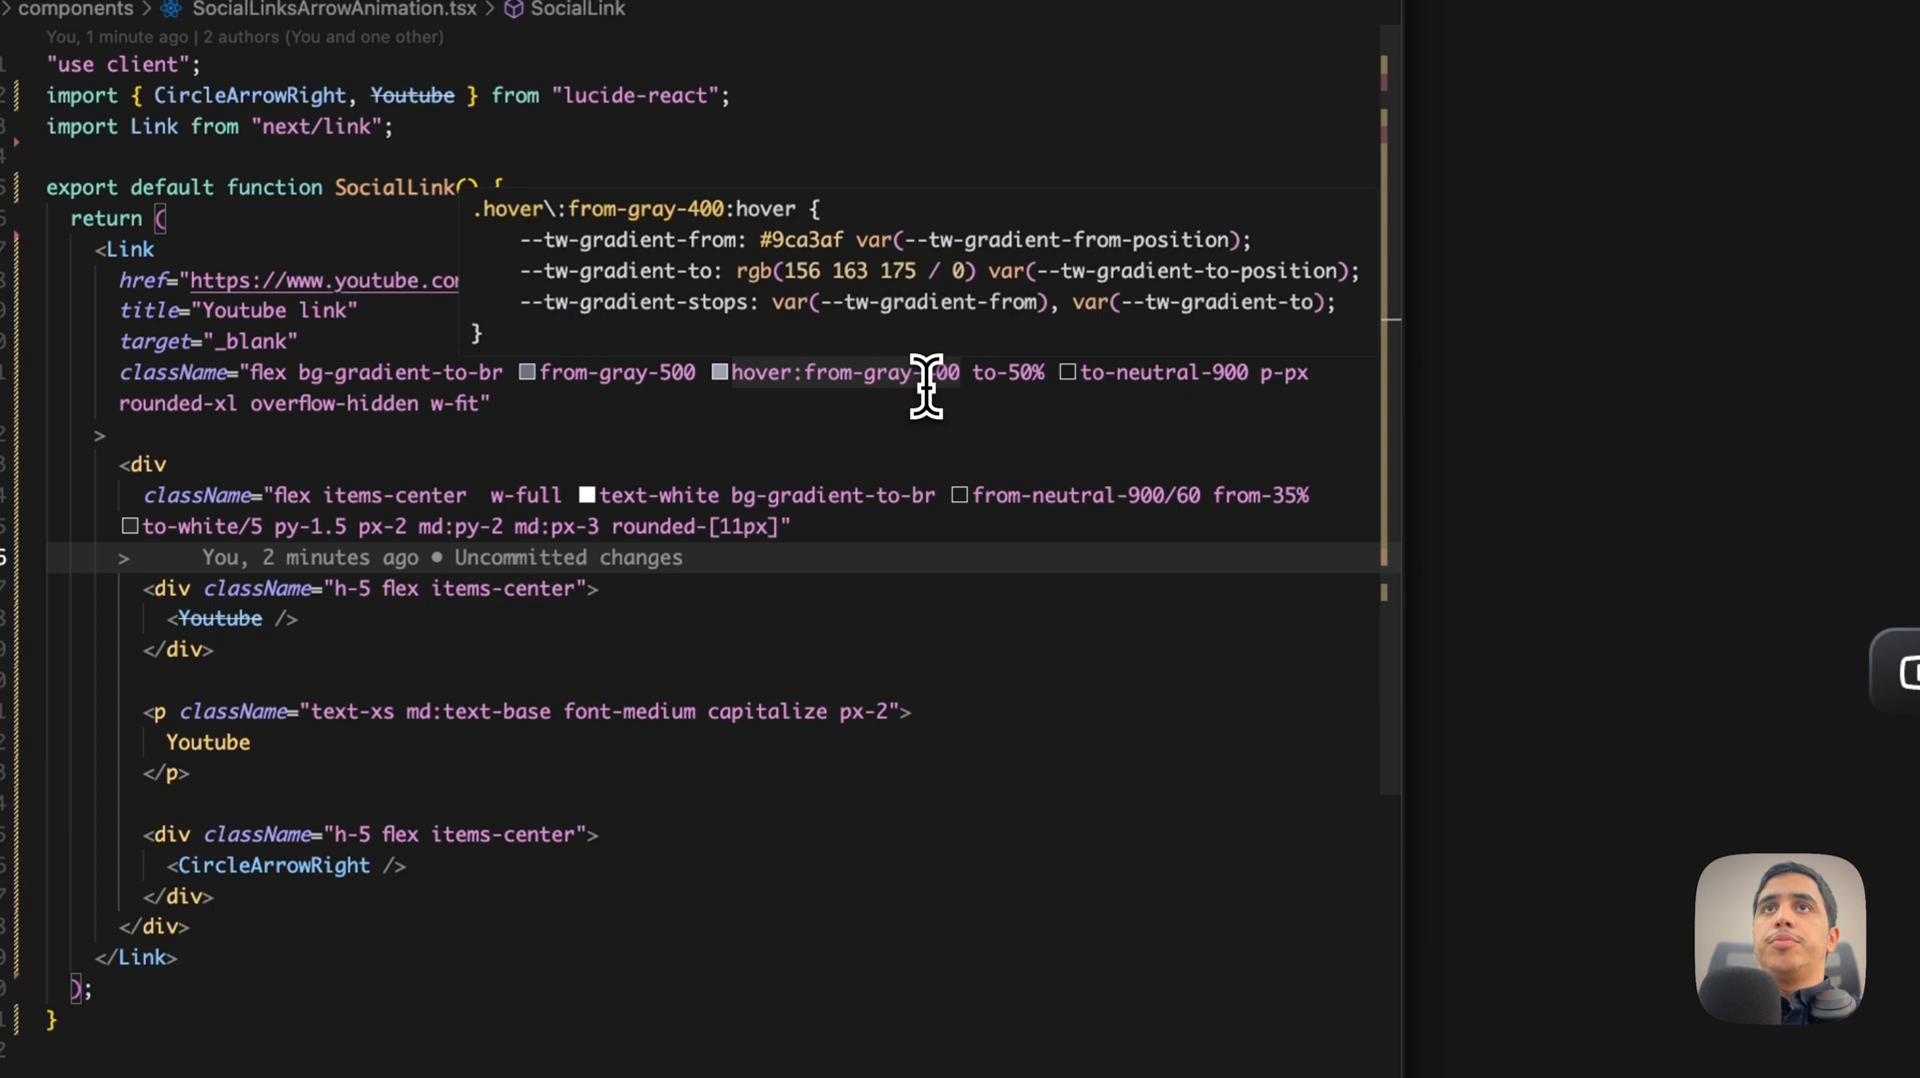 components > SocialLinksArrowAnimation.tsx > SocialLink
You, 1 minute ago | 2 authors (You and one other)
"use client";
import { CircleArrowRight, Youtube } from "lucide-react";
import Link from "next/link";
export default function SocialLink() {
return (
<Link
href="https://www.youtube.
title="Youtube link"
target="_blank"
.hover\:from-gray-400:hover {
--tw-gradient-from: #9ca3af var(--tw-gradient-from-position);
--tw-gradient-to: rgb(156 163 175 / 0) var(--tw-gradient-to-position);
--tw-gradient-stops: var(--tw-gradient-from), var(--tw-gradient-to);
}
className="flex bg-gradient-to-br from-gray-500 hover:from-gray-400 to-50% to-neutral-900 p-px
rounded-xl overflow-hidden w-fit"
>
<div
className="flex items-center w-full text-white bg-gradient-to-br from-neutral-900/60 from-35%
to-white/5 py-1.5 px-2 md:py-2 md:px-3 rounded-[11px]"
> You, 2 minutes ago • Uncommitted changes
<div className="h-5 flex items-center">
<Youtube />
</div>
<p className="text-xs md:text-base font-medium capitalize px-2">
Youtube
</p>
<div className="h-5 flex items-center">
<CircleArrowRight />
</div>
</div>
</Link>
);
}